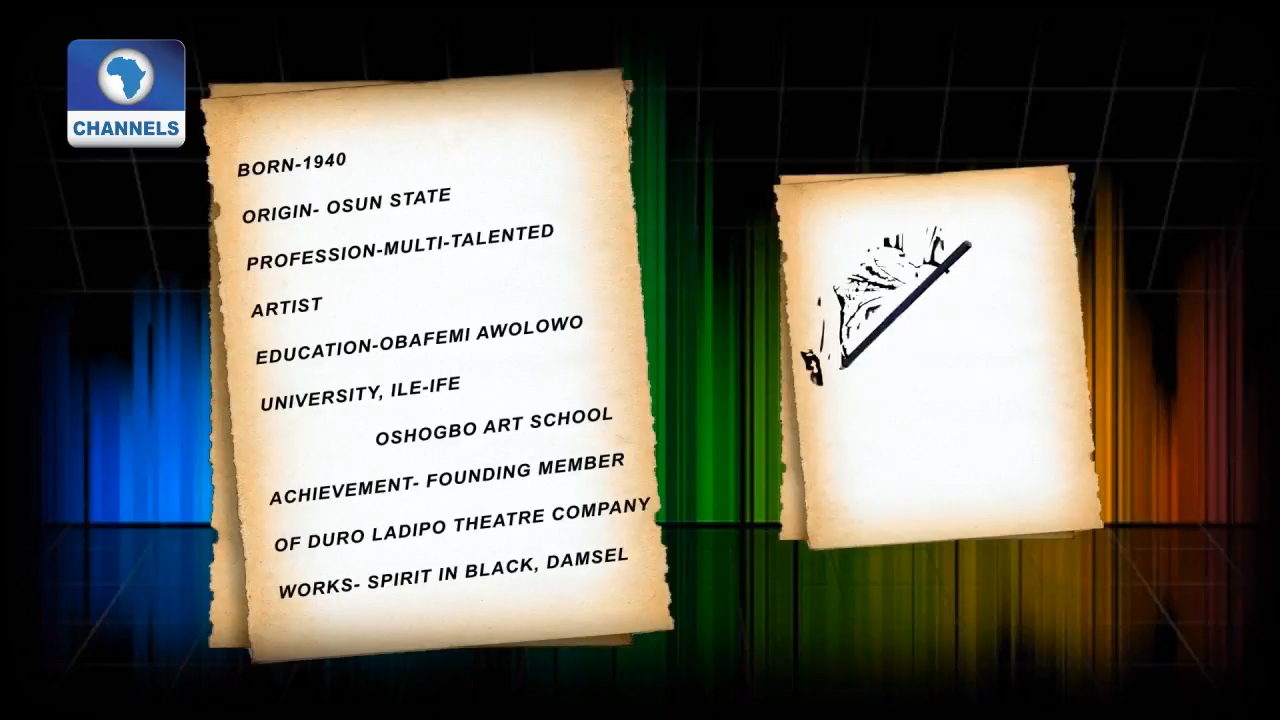 CHANNELS
BORN-1940
ORIGIN- OSUN STATE
PROFESSION-MULTI-TALENTED
ARTIST
EDUCATION-OBAFEMI AWOLOWO
UNIVERSITY, ILE-IFE
OSHOGBO ART SCHOOL
ACHIEVEMENT- FOUNDING MEMBER
OF DURO LADIPO THEATRE COMPANY
WORKS- SPIRIT IN BLACK, DAMSEL